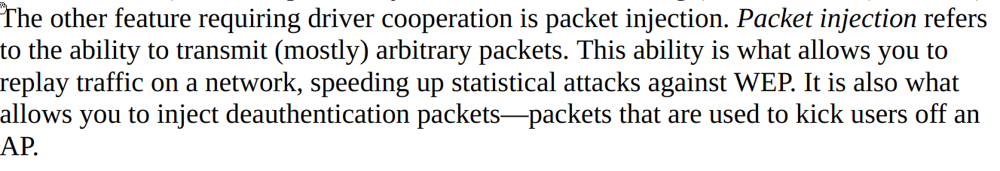 The other feature requiring driver cooperation is packet injection. Packet injection refers
to the ability to transmit (mostly) arbitrary packets. This ability is what allows you to
replay traffic on a network, speeding up statistical attacks against WEP. It is also what
allows you to inject deauthentication packets—packets that are used to kick users off an
AP.